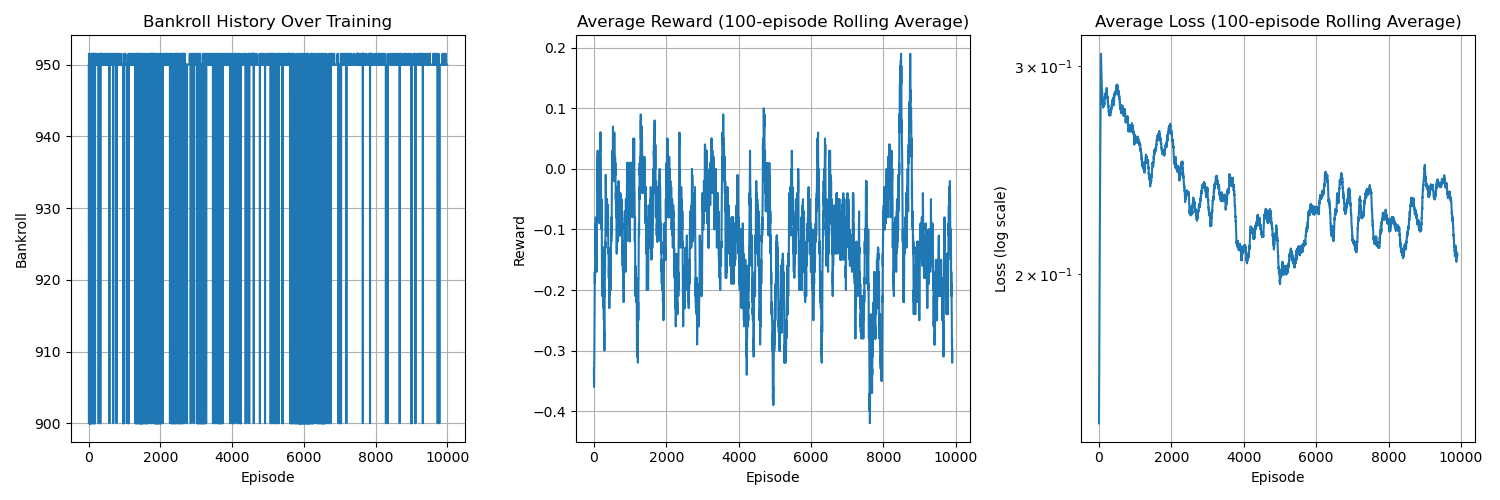 Bankroll History Over Training
Bankroll
950
940
930
920
910
900
0 2000 4000 6000 8000 10000
Episode
Average Reward (100-episode Rolling Average)
Reward
0.2
0.1
0.0
−0.1
−0.2
−0.3
−0.4
0 2000 4000 6000 8000 10000
Episode
Average Loss (100-episode Rolling Average)
Loss (log scale)
3 × 10⁻¹
2 × 10⁻¹
0 2000 4000 6000 8000 10000
Episode